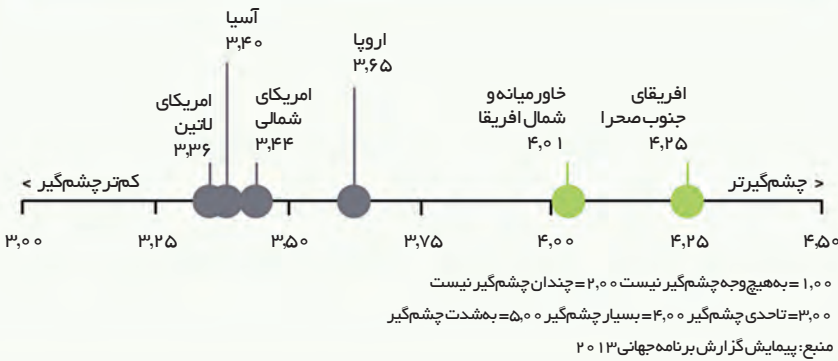 آسیا
۳,۴۰
اروپا
۳,۶۵
امریکای
لاتین
۳,۳۶
امریکای
شمالی
۳,۴۴
خاورمیانه و
شمال افریقا
۴,۰۱
افریقای
جنوب صحرا
۴,۲۵
کم‌تر چشم‌گیر >
< چشم‌گیرتر
۳,۰۰ ۳,۲۵ ۳,۵۰ ۳,۷۵ ۴,۰۰ ۴,۲۵ ۴,۵۰
۱,۰۰ = به‌هیچ‌وجه چشم‌گیر نیست ۲,۰۰ = چندان چشم‌گیر نیست
۳,۰۰ = تاحدی چشم‌گیر ۴,۰۰ = بسیار چشم‌گیر ۵,۰۰ = به‌شدت چشم‌گیر
منبع: پیمایش گزارش برنامه جهانی ۲۰۱۳